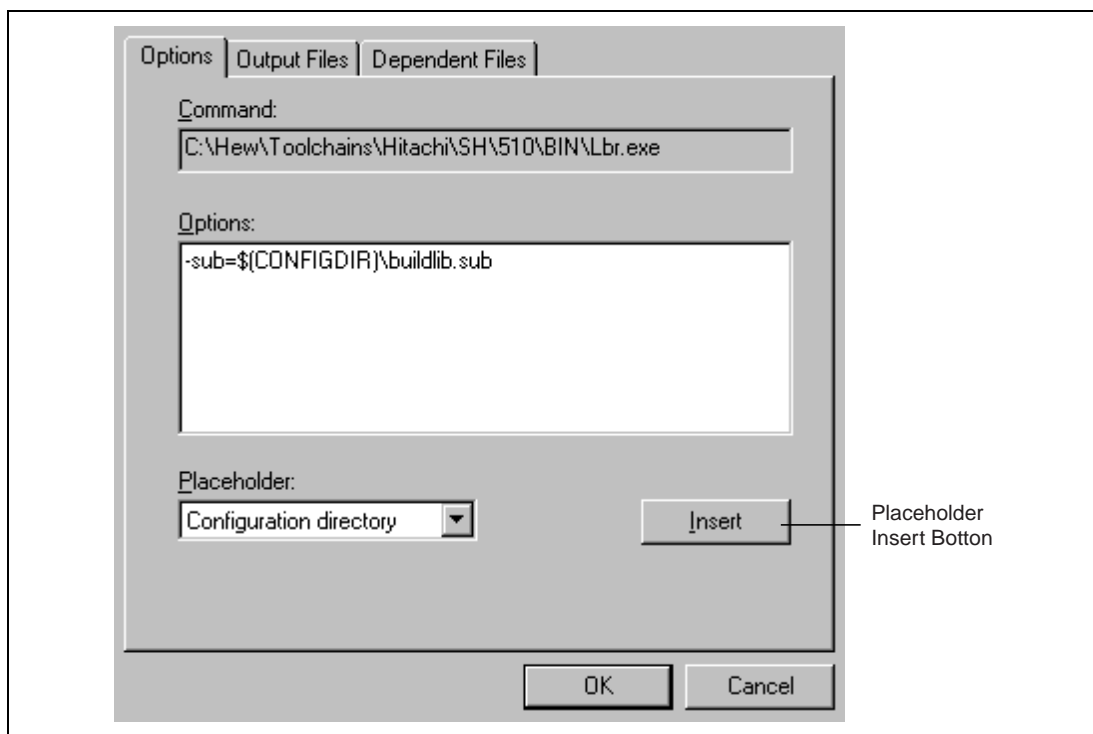 Options Output Files Dependent Files
Command:
C:\Hew\Toolchains\Hitachi\SH\510\BIN\Lbr.exe
Options:
-sub=$(CONFIGDIR)\buildlib.sub
Placeholder:
Configuration directory
Insert
Placeholder
Insert Botton
OK Cancel